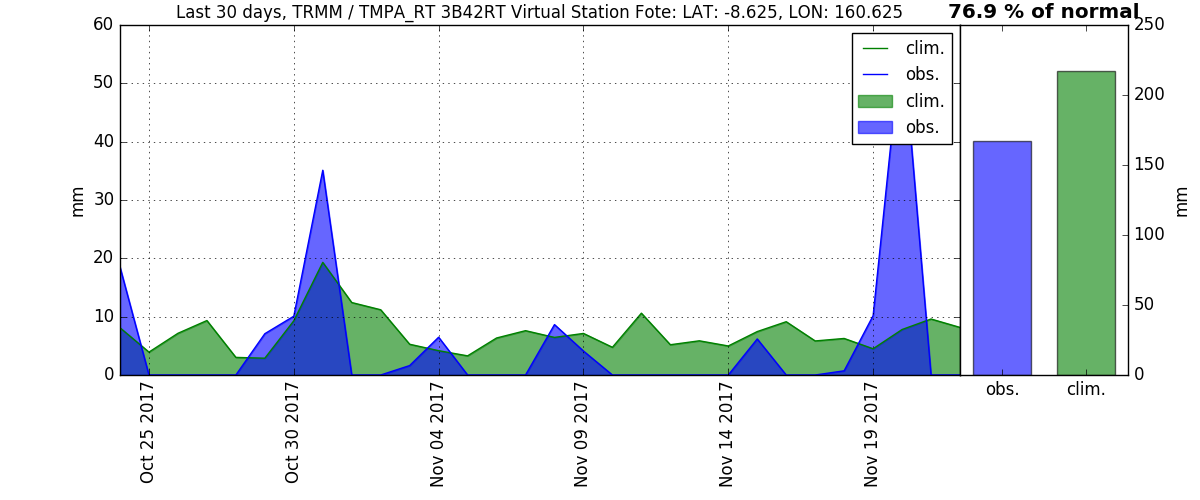 Last 30 days, TRMM / TMPA_RT 3B42RT Virtual Station Fote: LAT: -8.625, LON: 160.625
76.9 % of normal
60
50
40
30
20
10
0
mm
clim.
obs.
clim.
obs.
250
200
150
100
50
0
mm
obs.
clim.
Oct 25 2017
Oct 30 2017
Nov 04 2017
Nov 09 2017
Nov 14 2017
Nov 19 2017